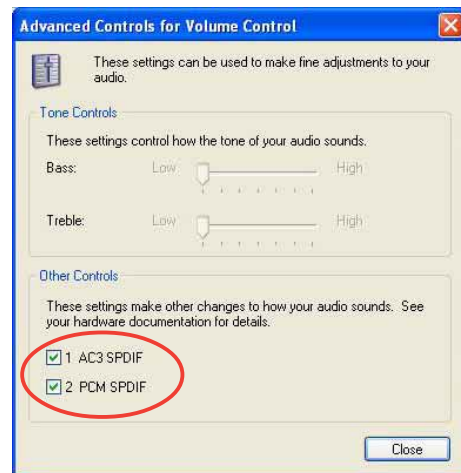 Advanced Controls for Volume Control
These settings can be used to make fine adjustments to your
audio.
Tone Controls
These settings control how the tone of your audio sounds.
Bass: Low High
Treble: Low High
Other Controls
These settings make other changes to how your audio sounds. See
your hardware documentation for details.
1 AC3 SPDIF
2 PCM SPDIF
Close